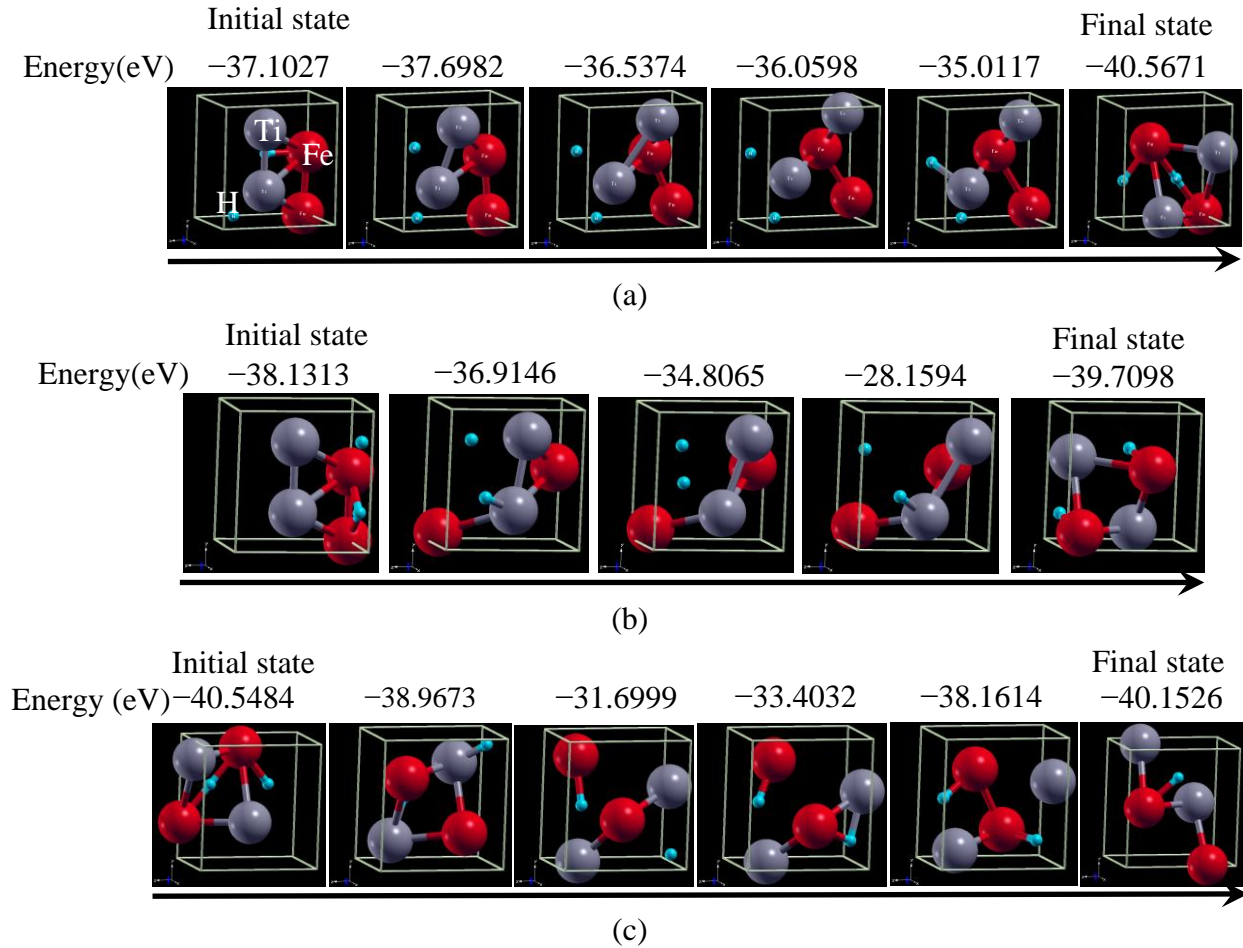 Initial state Final state
Energy(eV) −37.1027 −37.6982 −36.5374 −36.0598 −35.0117 −40.5671
Ti
Fe
H
(a)
Initial state Final state
Energy(eV) −38.1313 −36.9146 −34.8065 −28.1594 −39.7098
(b)
Initial state Final state
Energy (eV) −40.5484 −38.9673 −31.6999 −33.4032 −38.1614 −40.1526
(c)